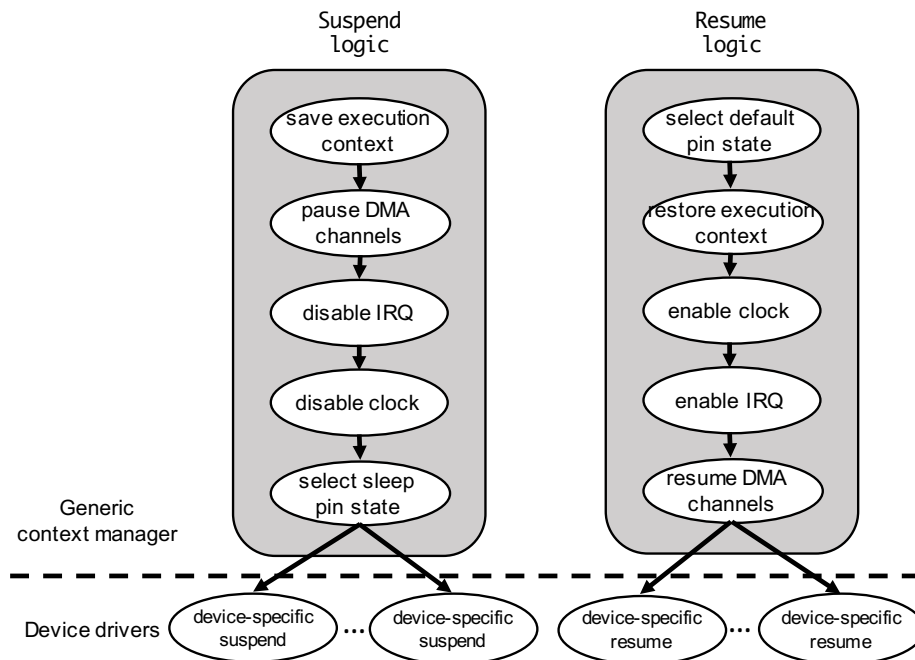 Suspend
logic
Resume
logic
save execution
context
pause DMA
channels
disable IRQ
disable clock
select sleep
pin state
select default
pin state
restore execution
context
enable clock
enable IRQ
resume DMA
channels
Generic
context manager
Device drivers
device-specific
suspend
...
device-specific
suspend
device-specific
resume
...
device-specific
resume